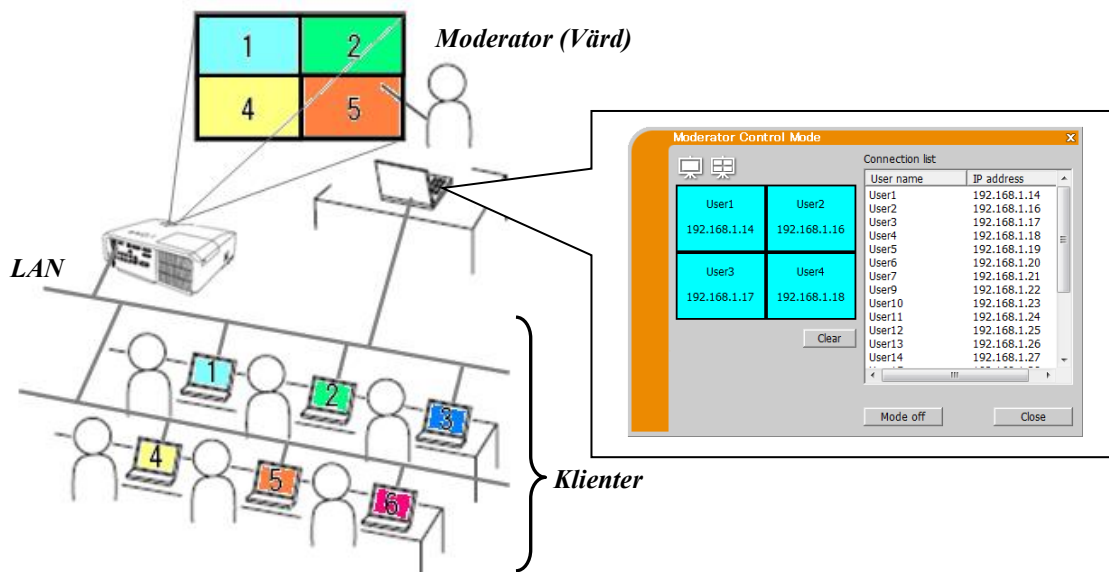 1 2
4 5
Moderator (Värd)
LAN
1
2
3
4
5
6
Klienter
Moderator Control Mode x
Connection list
User name IP address
User1 192.168.1.14
User2 192.168.1.16
User3 192.168.1.17
User4 192.168.1.18
User5 192.168.1.19
User6 192.168.1.20
User7 192.168.1.21
User9 192.168.1.22
User10 192.168.1.23
User11 192.168.1.24
User12 192.168.1.25
User13 192.168.1.26
User14 192.168.1.27
User1 User2
192.168.1.14 192.168.1.16
User3 User4
192.168.1.17 192.168.1.18
Clear
Mode off Close